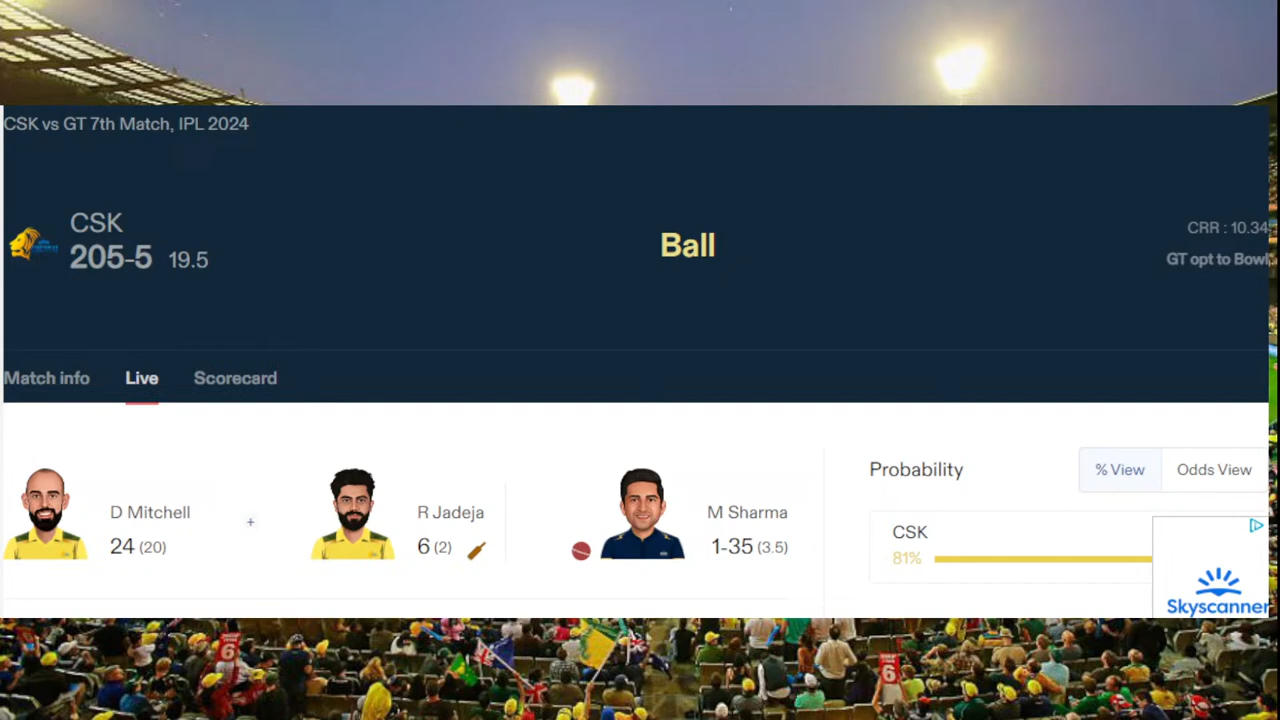 CSK vs GT 7th Match, IPL 2024
CSK
205-5 19.5
Ball
CRR : 10.34
GT opt to Bowl
Match info Live Scorecard
D Mitchell
24 (20)
+
R Jadeja
6 (2)
M Sharma
1-35 (3.5)
Probability
% View Odds View
CSK
81%
Skyscanner
6
6